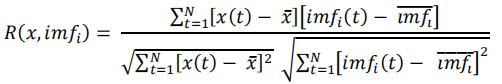 R(x, imf_i) = \frac{\sum_{t=1}^{N}[x(t) - \bar{x}][imf_i(t) - \overline{imf_i}]}{\sqrt{\sum_{t=1}^{N}[x(t) - \bar{x}]^2} \sqrt{\sum_{t=1}^{N}[imf_i(t) - \overline{imf_i}]^2}}